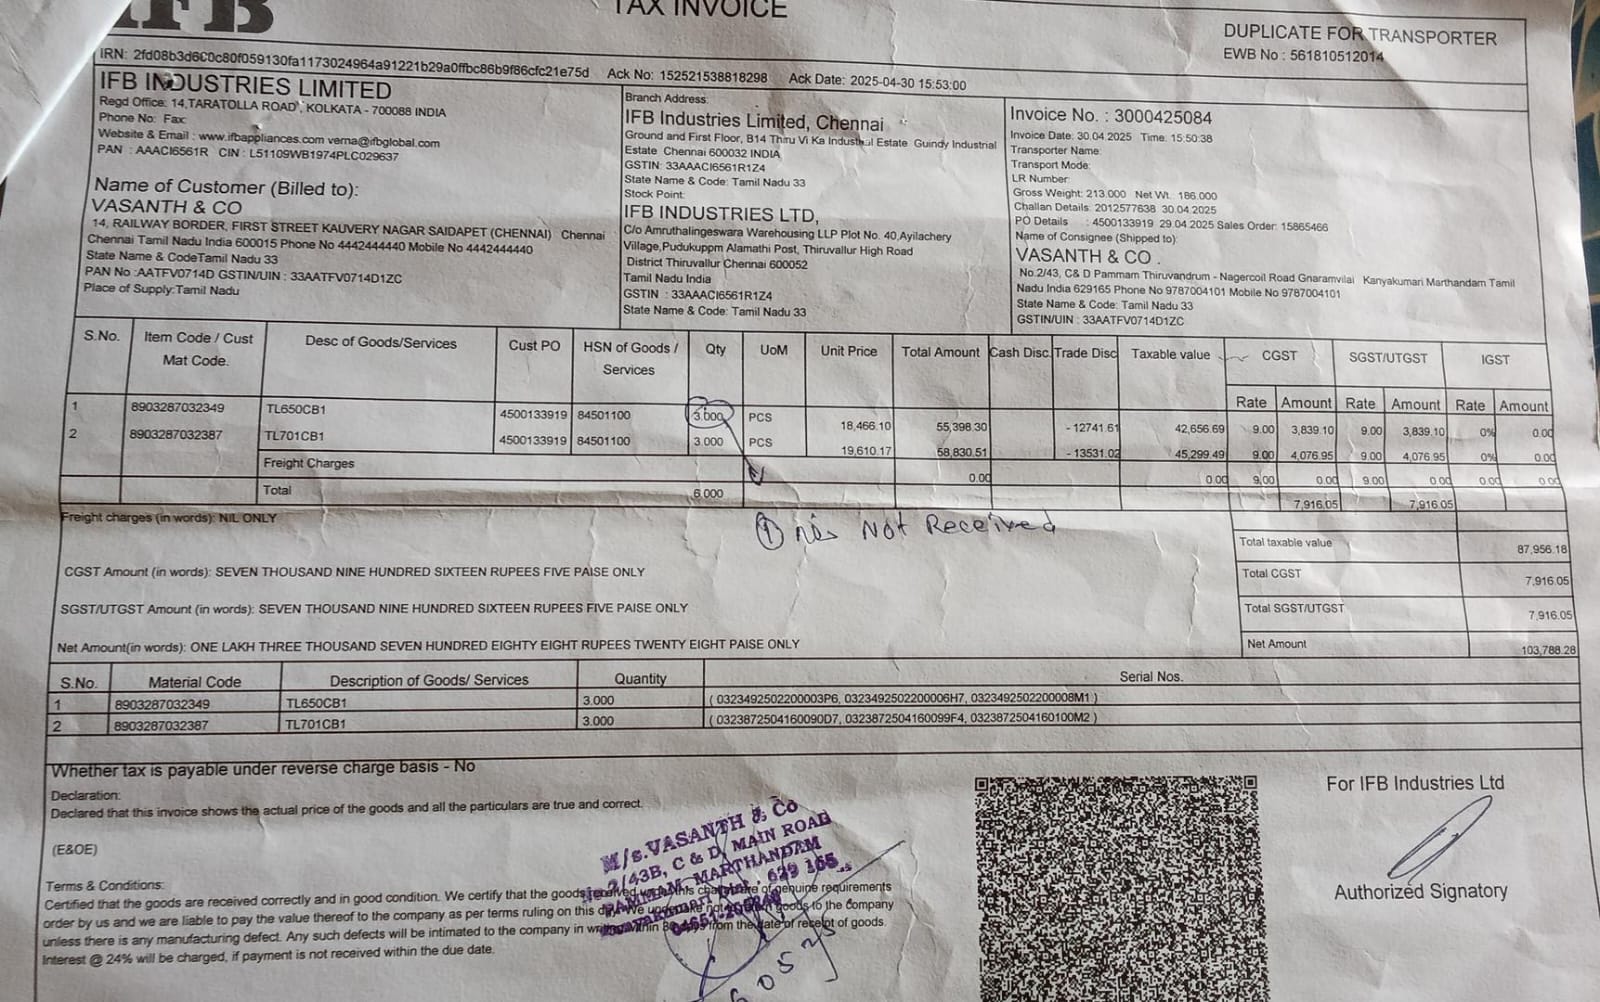 IFB
TAX INVOICE
DUPLICATE FOR TRANSPORTER
EWB No : 561810512014
IRN: 2fd08b3d6C0c80f059130fa1173024964a91221b29a0ffbc86b9f86cfc21e75d Ack No: 152521538818298 Ack Date: 2025-04-30 15:53:00
IFB INDUSTRIES LIMITED
Regd Office: 14,TARATOLLA ROAD, KOLKATA - 700088 INDIA
Phone No: Fax:
Website & Email : www.ifbappliances.com verna@ifbglobal.com
PAN : AAACI6561R CIN : L51109WB1974PLC029637
Name of Customer (Billed to):
VASANTH & CO
14, RAILWAY BORDER, FIRST STREET KAUVERY NAGAR SAIDAPET (CHENNAI) Chennai
Chennai Tamil Nadu India 600015 Phone No 4442444440 Mobile No 4442444440
State Name & CodeTamil Nadu 33
PAN No :AATFV0714D GSTIN/UIN : 33AATFV0714D1ZC
Place of Supply:Tamil Nadu
Branch Address:
IFB Industries Limited, Chennai
Ground and First Floor, B14 Thiru Vi Ka Industrial Estate Guindy Industrial
Estate Chennai 600032 INDIA
GSTIN: 33AAACI6561R1Z4
State Name & Code: Tamil Nadu 33
Stock Point:
IFB INDUSTRIES LTD,
C/o Amruthalingeswara Warehousing LLP Plot No. 40,Ayilachery
Village,Pudukuppm Alamathi Post, Thiruvallur High Road
District Thiruvallur Chennai 600052
Tamil Nadu India
GSTIN : 33AAACI6561R1Z4
State Name & Code: Tamil Nadu 33
Invoice No. : 3000425084
Invoice Date: 30.04.2025 Time: 15:50:38
Transporter Name:
Transport Mode:
LR Number:
Gross Weight: 213.000 Net Wt. 186.000
Challan Details: 2012577638 30.04.2025
PO Details : 4500133919 29.04.2025 Sales Order: 15865466
Name of Consignee (Shipped to):
VASANTH & CO .
No.2/43, C& D Pammam Thiruvandrum - Nagercoil Road Gnaramvilai Kanyakumari Marthandam Tamil
Nadu India 629165 Phone No 9787004101 Mobile No 9787004101
State Name & Code: Tamil Nadu 33
GSTIN/UIN : 33AATFV0714D1ZC
S.No. Item Code / Cust Mat Code. Desc of Goods/Services Cust PO HSN of Goods / Services Qty UoM Unit Price Total Amount Cash Disc. Trade Disc Taxable value CGST SGST/UTGST IGST
Rate Amount Rate Amount Rate Amount
1 8903287032349 TL650CB1 4500133919 84501100 3.000 PCS 18,466.10 55,398.30 - 12741.61 42,656.69 9.00 3,839.10 9.00 3,839.10 0% 0.00
2 8903287032387 TL701CB1 4500133919 84501100 3.000 PCS 19,610.17 58,830.51 - 13531.02 45,299.49 9.00 4,076.95 9.00 4,076.95 0% 0.00
Freight Charges 0.00 0.00 9.00 0.00 9.00 0.00 0.00 0.00
Total 6.000 7,916.05 7,916.05
Freight charges (in words): NIL ONLY
① nos Not Received
Total taxable value 87,956.18
CGST Amount (in words): SEVEN THOUSAND NINE HUNDRED SIXTEEN RUPEES FIVE PAISE ONLY
Total CGST 7,916.05
SGST/UTGST Amount (in words): SEVEN THOUSAND NINE HUNDRED SIXTEEN RUPEES FIVE PAISE ONLY
Total SGST/UTGST 7,916.05
Net Amount(in words): ONE LAKH THREE THOUSAND SEVEN HUNDRED EIGHTY EIGHT RUPEES TWENTY EIGHT PAISE ONLY
Net Amount 103,788.28
S.No. Material Code Description of Goods/ Services Quantity Serial Nos.
1 8903287032349 TL650CB1 3.000 ( 0323492502200003P6, 0323492502200006H7, 0323492502200008M1 )
2 8903287032387 TL701CB1 3.000 ( 0323872504160090D7, 0323872504160099F4, 0323872504160100M2 )
Whether tax is payable under reverse charge basis - No
Declaration:
Declared that this invoice shows the actual price of the goods and all the particulars are true and correct.
(E&OE)
Terms & Conditions:
Certified that the goods are received correctly and in good condition. We certify that the goods received are of genuine requirements
order by us and we are liable to pay the value thereof to the company as per terms ruling on this goods to the company
unless there is any manufacturing defect. Any such defects will be intimated to the company in from the date of receipt of goods.
Interest @ 24% will be charged, if payment is not received within the due date.
M/s.VASANTH & Co
2/43B, C & D, MAIN ROAD
PAMMAM, MARTHANDAM
629 165.
For IFB Industries Ltd
Authorized Signatory